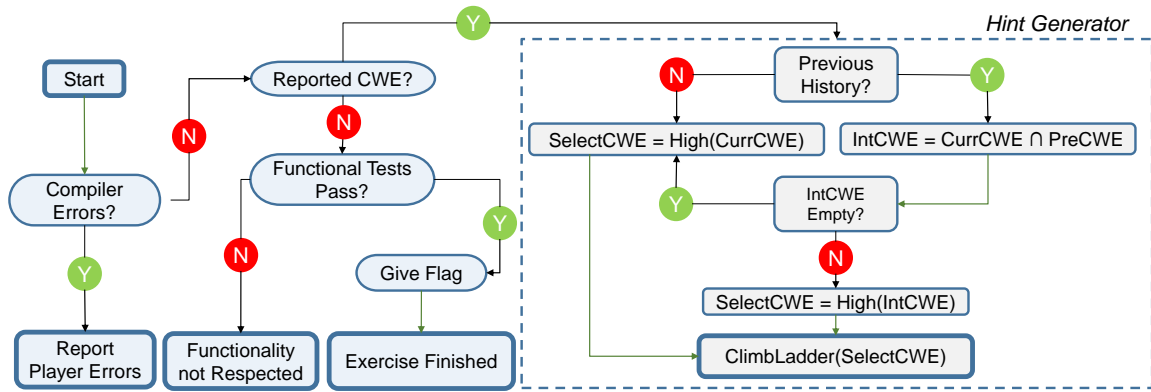 Hint Generator
Y
Start
Reported CWE?
Previous
History?
N
Y
N
N
N
SelectCWE = High(CurrCWE)
IntCWE = CurrCWE ∩ PreCWE
Compiler
Errors?
Functional Tests
Pass?
Y
IntCWE
Empty?
Y
Y
N
N
Give Flag
SelectCWE = High(IntCWE)
Report
Player Errors
Functionality
not Respected
Exercise Finished
ClimbLadder(SelectCWE)